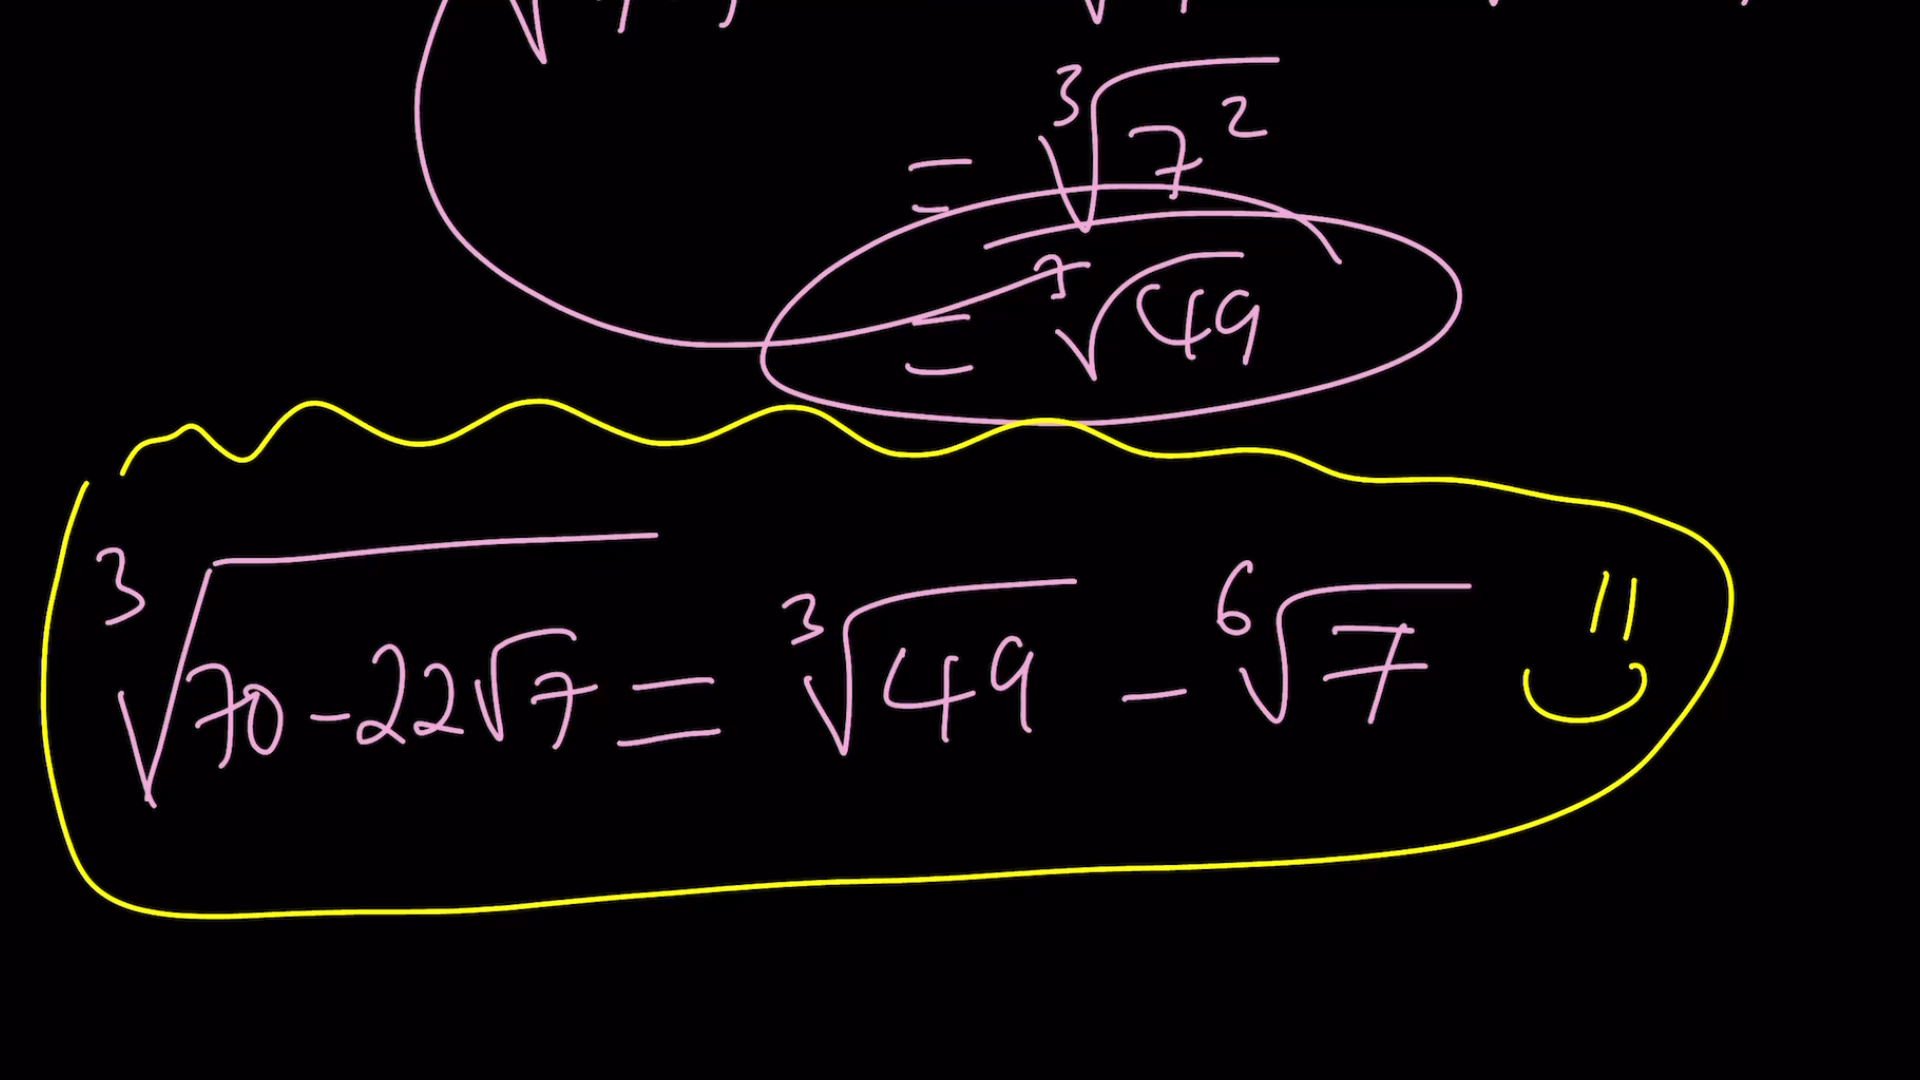 = ∛7²
= ∛49
∛(70-22√7) = ∛49 - ⁶√7